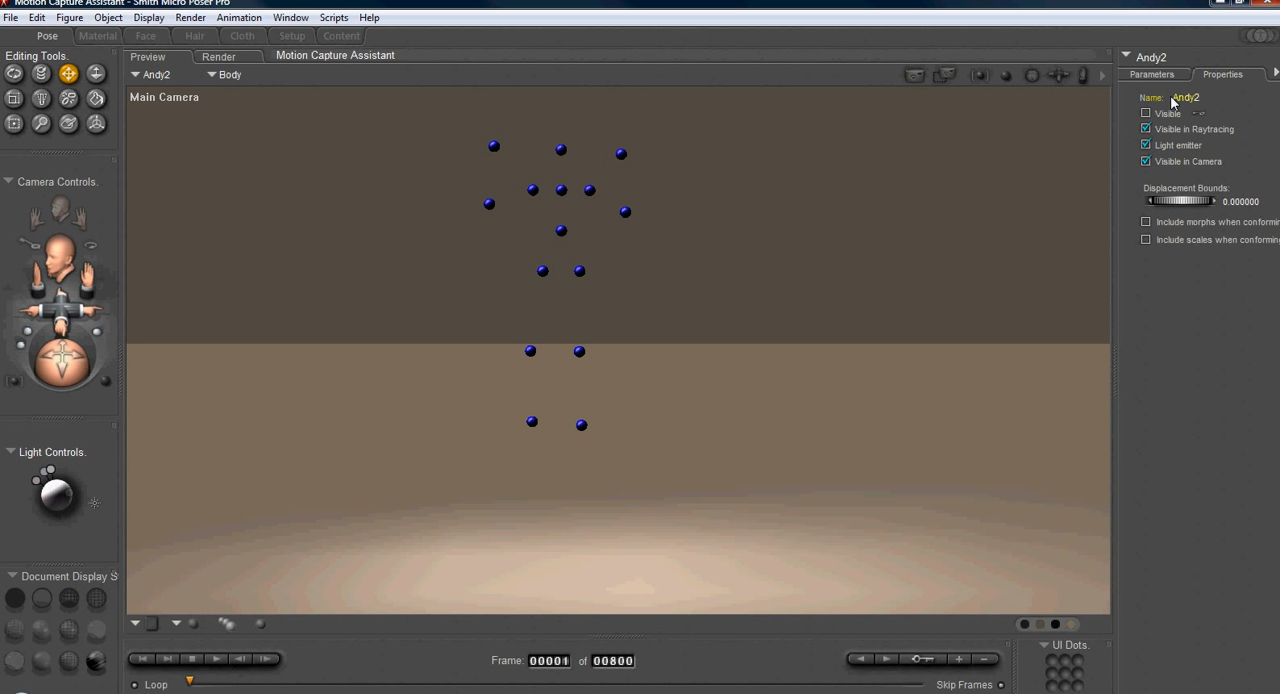 Motion Capture Assistant - Smith Micro Poser Pro
File Edit Figure Object Display Render Animation Window Scripts Help
Pose Material Face Hair Cloth Setup Content
Editing Tools.
Preview Render Motion Capture Assistant
Andy2 Body
Main Camera
Camera Controls.
Light Controls.
Document Display S
Andy2
Parameters Properties
Name: Andy2
Visible
Visible in Raytracing
Light emitter
Visible in Camera
Displacement Bounds:
0.000000
Include morphs when conformin
Include scales when conformin
Frame: 00001 of 00800
Loop
Skip Frames
UI Dots.